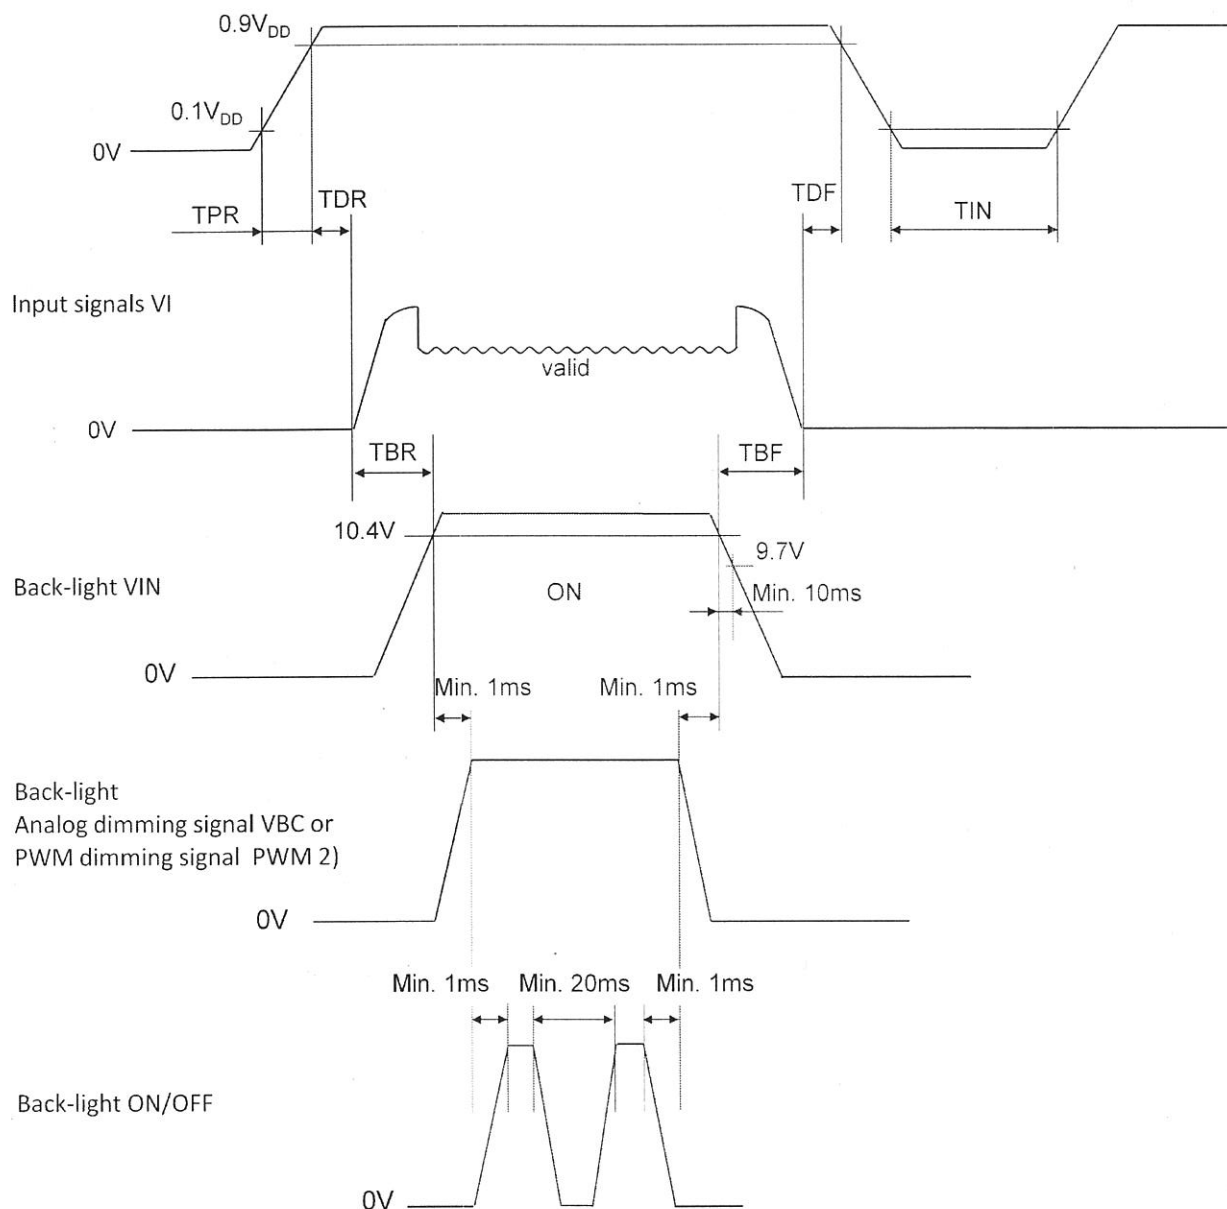 0.9VDD
0.1VDD
0V
TPR
TDR
TDF
TIN
Input signals VI
valid
0V
TBR
TBF
10.4V
9.7V
Back-light VIN
ON
Min. 10ms
0V
Min. 1ms
Min. 1ms
Back-light
Analog dimming signal VBC or
PWM dimming signal PWM 2)
0V
Min. 1ms
Min. 20ms
Min. 1ms
Back-light ON/OFF
0V